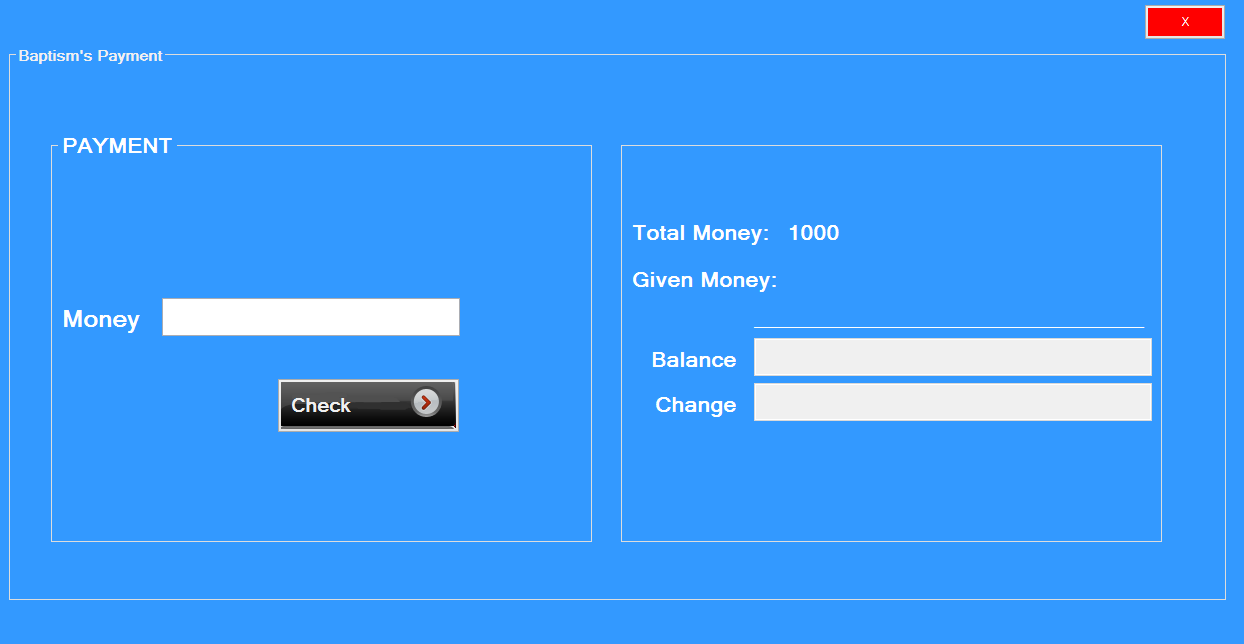 X
Baptism's Payment
PAYMENT
Money
Check
Total Money: 1000
Given Money:
Balance
Change